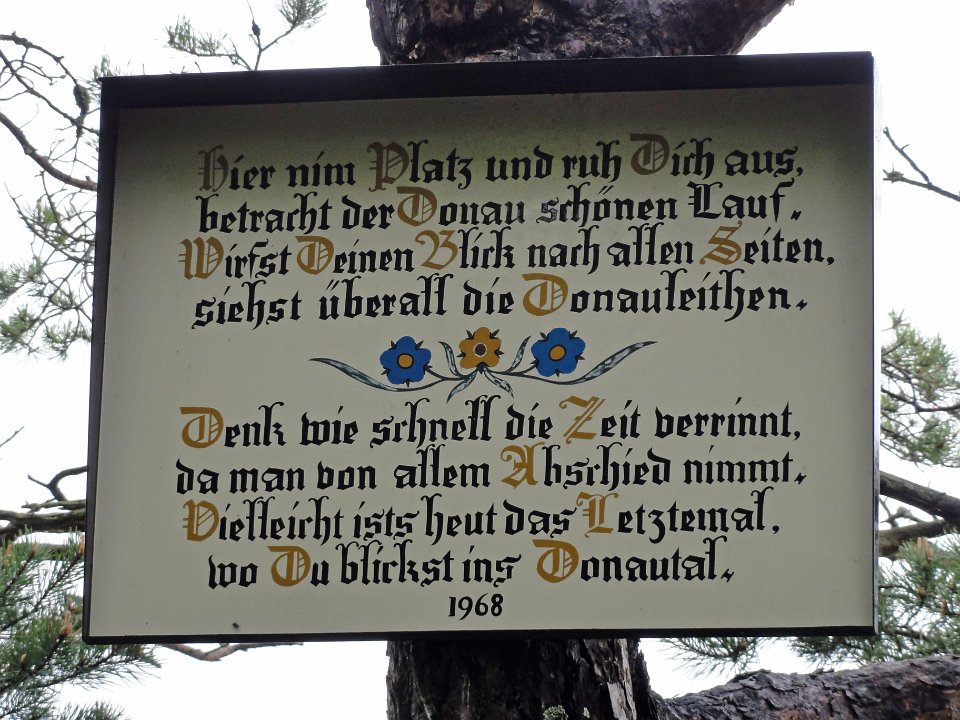 Hier nim Platz und ruh Dich aus,
betracht der Donau schönen Lauf.
Wirfst Deinen Blick nach allen Seiten,
siehst überall die Donauleithen.
Denk wie schnell die Zeit verrinnt,
da man von allem Abschied nimmt.
Vielleicht ists heut das Letztemal,
wo Du blickst ins Donautal.
1968